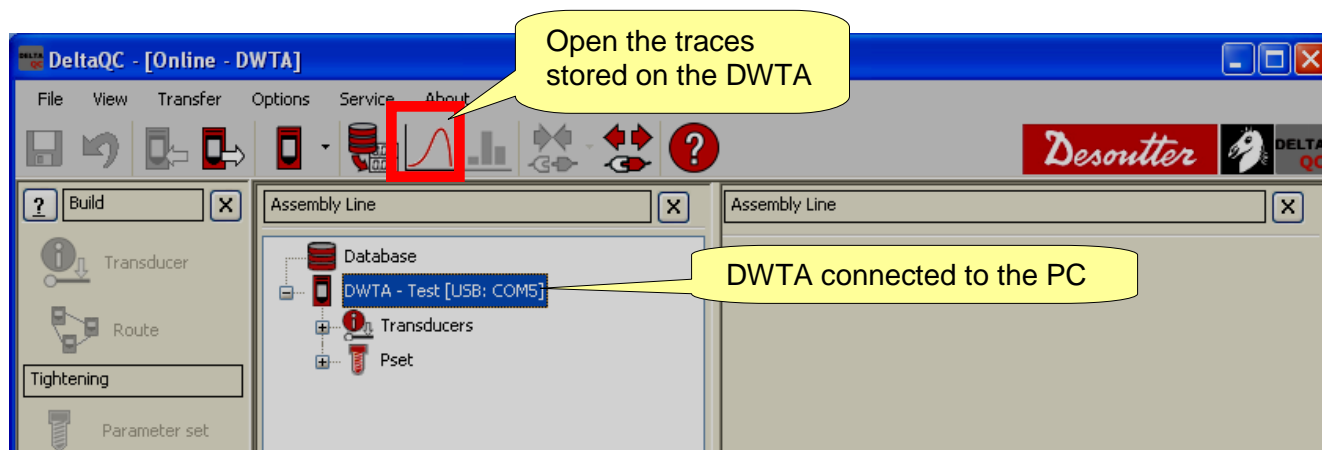 Open the traces
stored on the DWTA
DeltaQC - [Online - DWTA]
File View Transfer Options Service About
Desoutter
DELTA
QC
? Build X
Assembly Line X
Assembly Line X
Transducer
Database
DWTA - Test [USB: COM5]
DWTA connected to the PC
Route
Transducers
Pset
Tightening
Parameter set